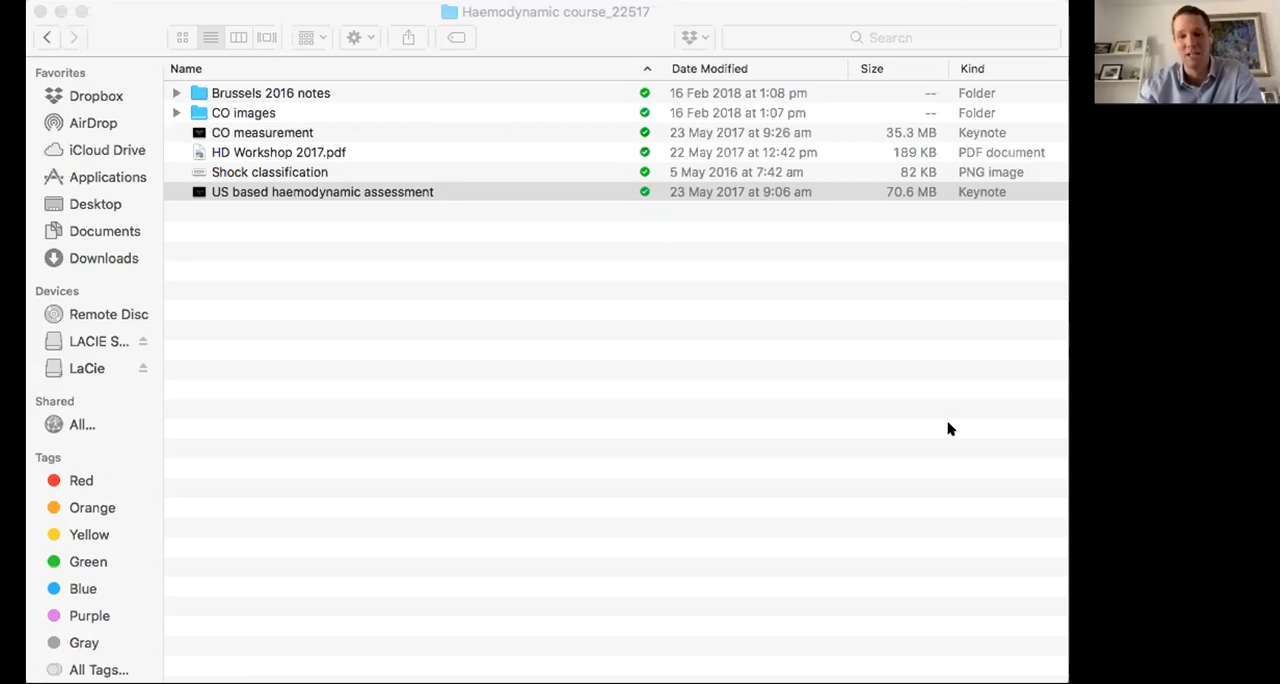 Haemodynamic course_22517
Search
Favorites
Dropbox
AirDrop
iCloud Drive
Applications
Desktop
Documents
Downloads
Devices
Remote Disc
LACIE S...
LaCie
Shared
All...
Tags
Red
Orange
Yellow
Green
Blue
Purple
Gray
All Tags...
Name Date Modified Size Kind
Brussels 2016 notes 16 Feb 2018 at 1:08 pm -- Folder
CO images 16 Feb 2018 at 1:07 pm -- Folder
CO measurement 23 May 2017 at 9:26 am 35.3 MB Keynote
HD Workshop 2017.pdf 22 May 2017 at 12:42 pm 189 KB PDF document
Shock classification 5 May 2016 at 7:42 am 82 KB PNG image
US based haemodynamic assessment 23 May 2017 at 9:06 am 70.6 MB Keynote